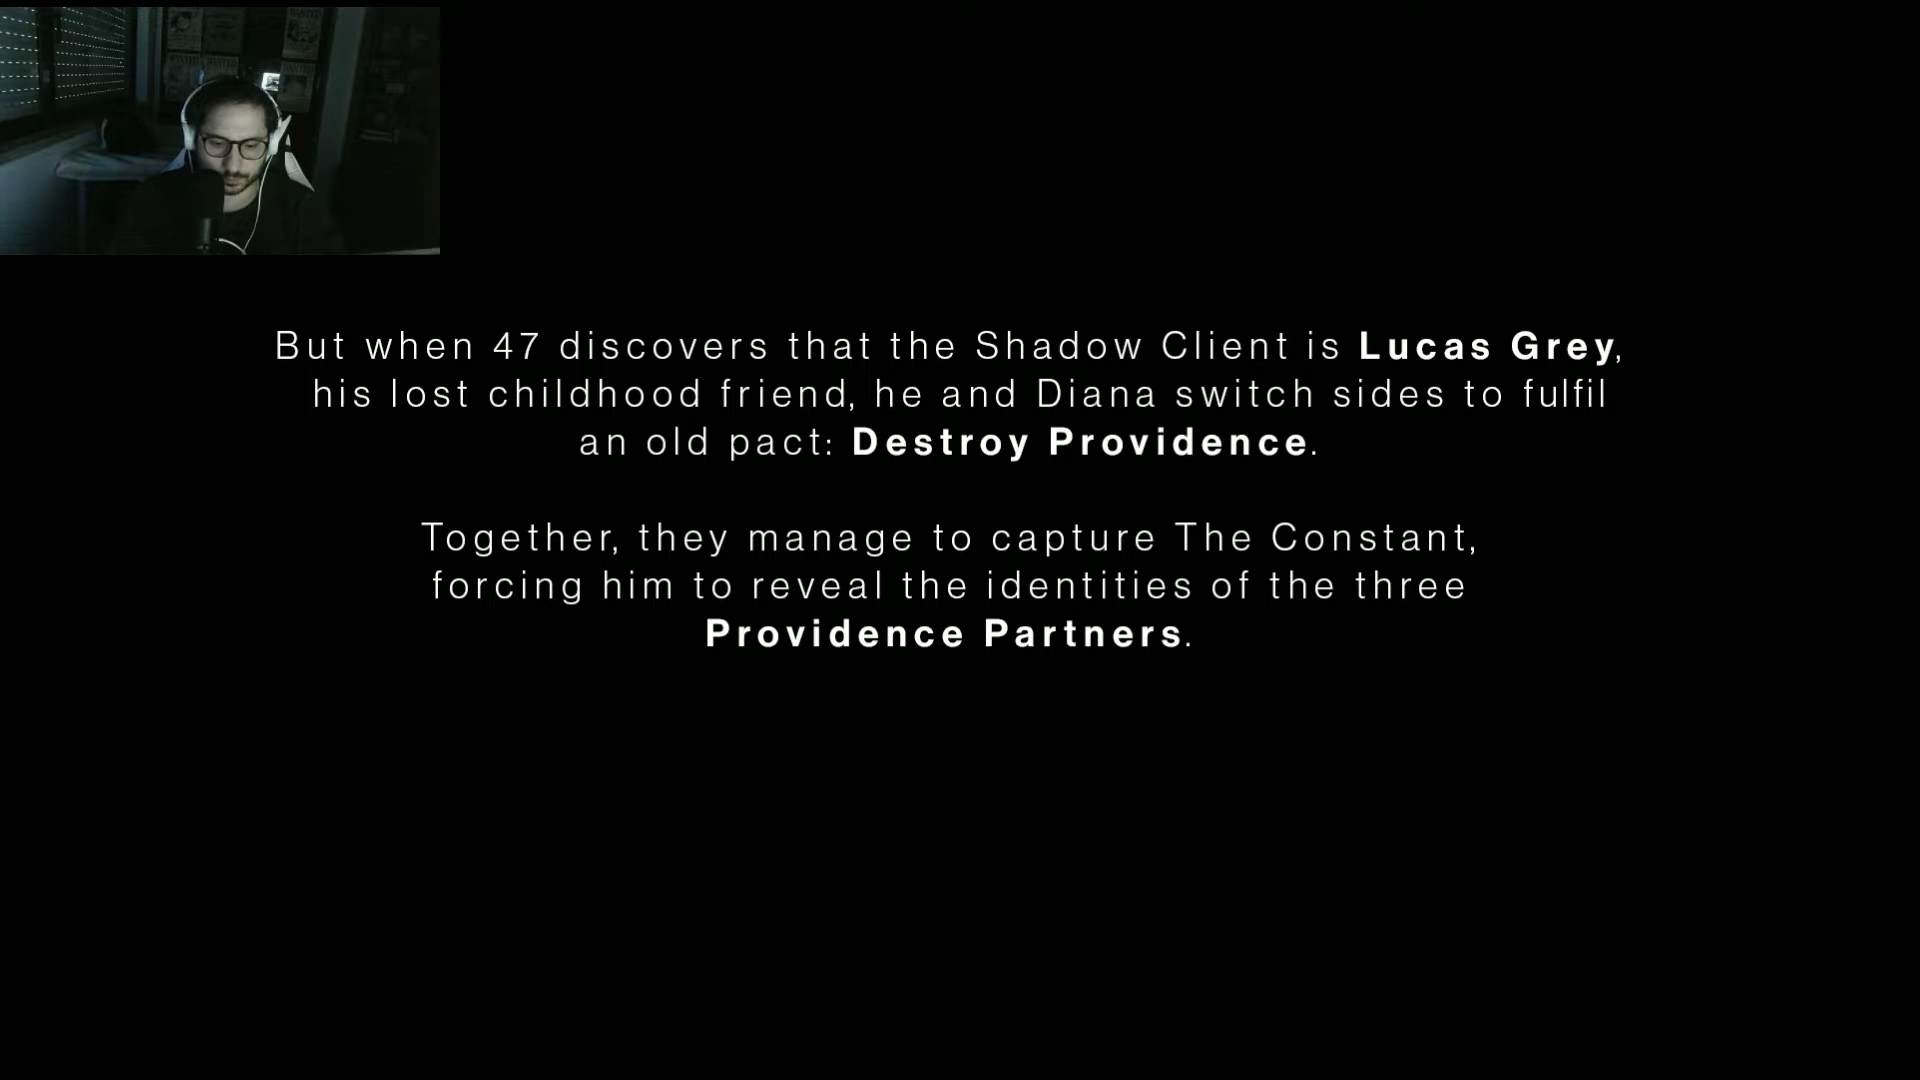 But when 47 discovers that the Shadow Client is Lucas Grey,
his lost childhood friend, he and Diana switch sides to fulfil
an old pact: Destroy Providence.
Together, they manage to capture The Constant,
forcing him to reveal the identities of the three
Providence Partners.